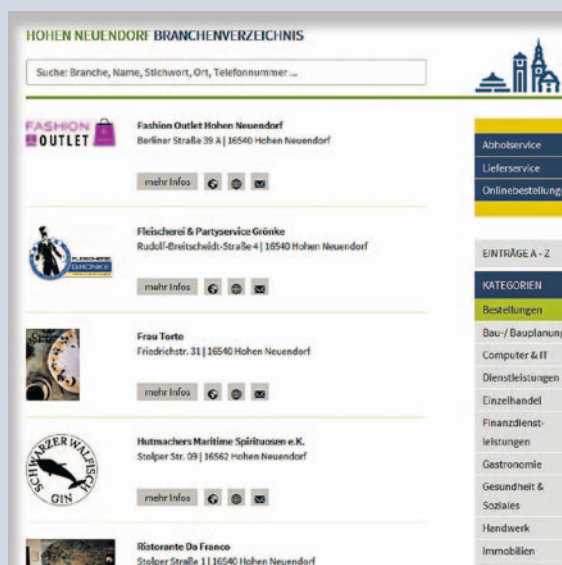 HOHEN NEUENDORF BRANCHENVERZEICHNIS
Suche: Branche, Name, Stichwort, Ort, Telefonnummer ...
FASHION
OUTLET
Fashion Outlet Hohen Neuendorf
Berliner Straße 39 A | 16540 Hohen Neuendorf
mehr Infos
FLEISCHEREI
GRÖNKE
Fleischerei & Partyservice Grönke
Rudolf-Breitscheidt-Straße 4 | 16540 Hohen Neuendorf
mehr Infos
Frau Torte
Friedrichstr. 31 | 16540 Hohen Neuendorf
mehr Infos
SCHWARZER WALFISCH
GIN
Hutmachers Maritime Spirituosen e.K.
Stolper Str. 09 | 16562 Hohen Neuendorf
mehr Infos
Ristorante Da Franco
Stolper Straße 1 | 16540 Hohen Neuendorf
Abholservice
Lieferservice
Onlinebestellung
EINTRÄGE A - Z
KATEGORIEN
Bestellungen
Bau-/ Bauplanung
Computer & IT
Dienstleistungen
Einzelhandel
Finanzdienst-
leistungen
Gastronomie
Gesundheit &
Soziales
Handwerk
Immobilien